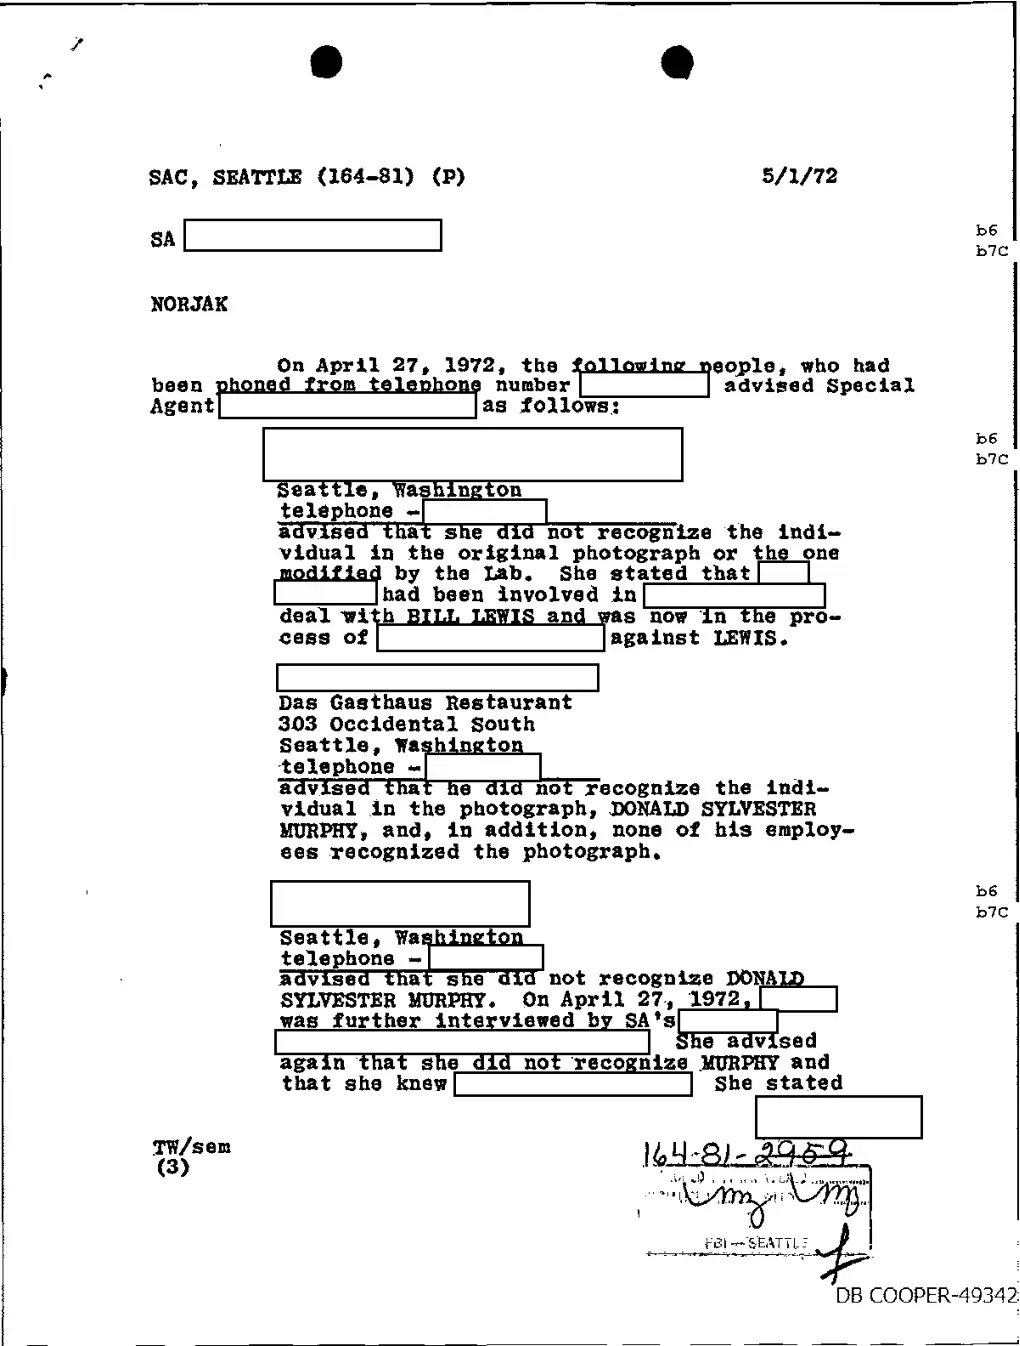 SAC, SEATTLE (164-81) (P) 5/1/72
SA
b6
b7C
NORJAK
On April 27, 1972, the following people, who had
been phoned from telephone number advised Special
Agent as follows:
b6
b7C
Seattle, Washington
telephone -
advised that she did not recognize the indi-
vidual in the original photograph or the one
modified by the Lab. She stated that
had been involved in
deal with BILL LEWIS and was now in the pro-
cess of against LEWIS.
Das Gasthaus Restaurant
303 Occidental South
Seattle, Washington
telephone -
advised that he did not recognize the indi-
vidual in the photograph, DONALD SYLVESTER
MURPHY, and, in addition, none of his employ-
ees recognized the photograph.
b6
b7C
Seattle, Washington
telephone -
advised that she did not recognize DONALD
SYLVESTER MURPHY. On April 27, 1972,
was further interviewed by SA's
She advised
again that she did not recognize MURPHY and
that she knew She stated
TW/sem
(3)
164-81-2959
FBI - SEATTLE
DB COOPER-49342